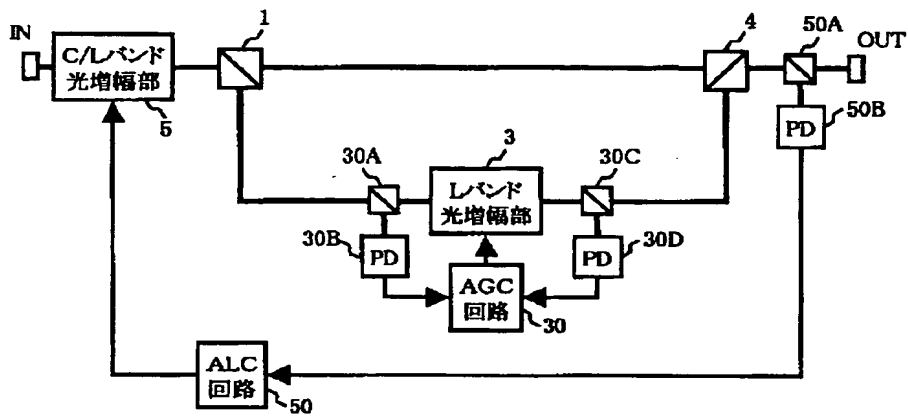 IN
C/Lバンド
光増幅部
5
1
4
50A
OUT
PD
50B
3
30A
Lバンド
光増幅部
30C
30B
PD
PD
30D
AGC
回路
30
ALC
回路
50